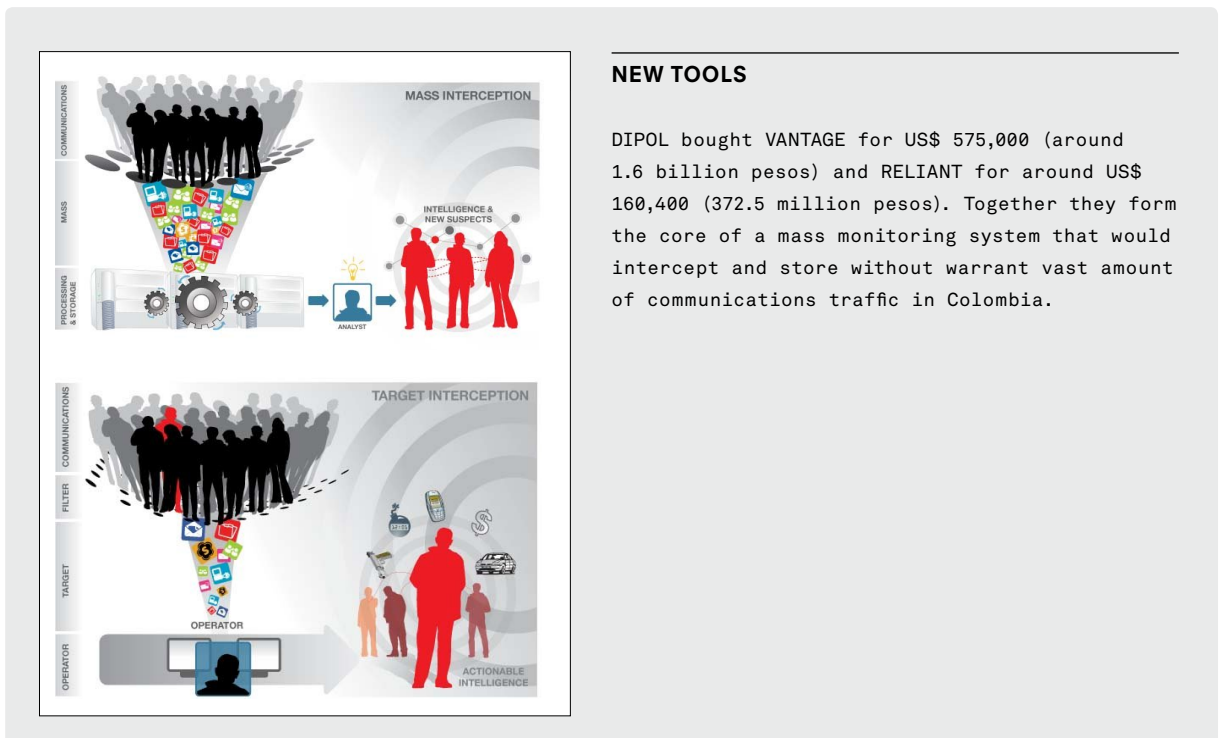 COMMUNICATIONS
MASS
PROCESSING
& STORAGE
MASS INTERCEPTION
INTELLIGENCE &
NEW SUSPECTS
ANALYST
COMMUNICATIONS
FILTER
TARGET
OPERATOR
TARGET INTERCEPTION
OPERATOR
ACTIONABLE
INTELLIGENCE
NEW TOOLS
DIPOL bought VANTAGE for US$ 575,000 (around
1.6 billion pesos) and RELIANT for around US$
160,400 (372.5 million pesos). Together they form
the core of a mass monitoring system that would
intercept and store without warrant vast amount
of communications traffic in Colombia.